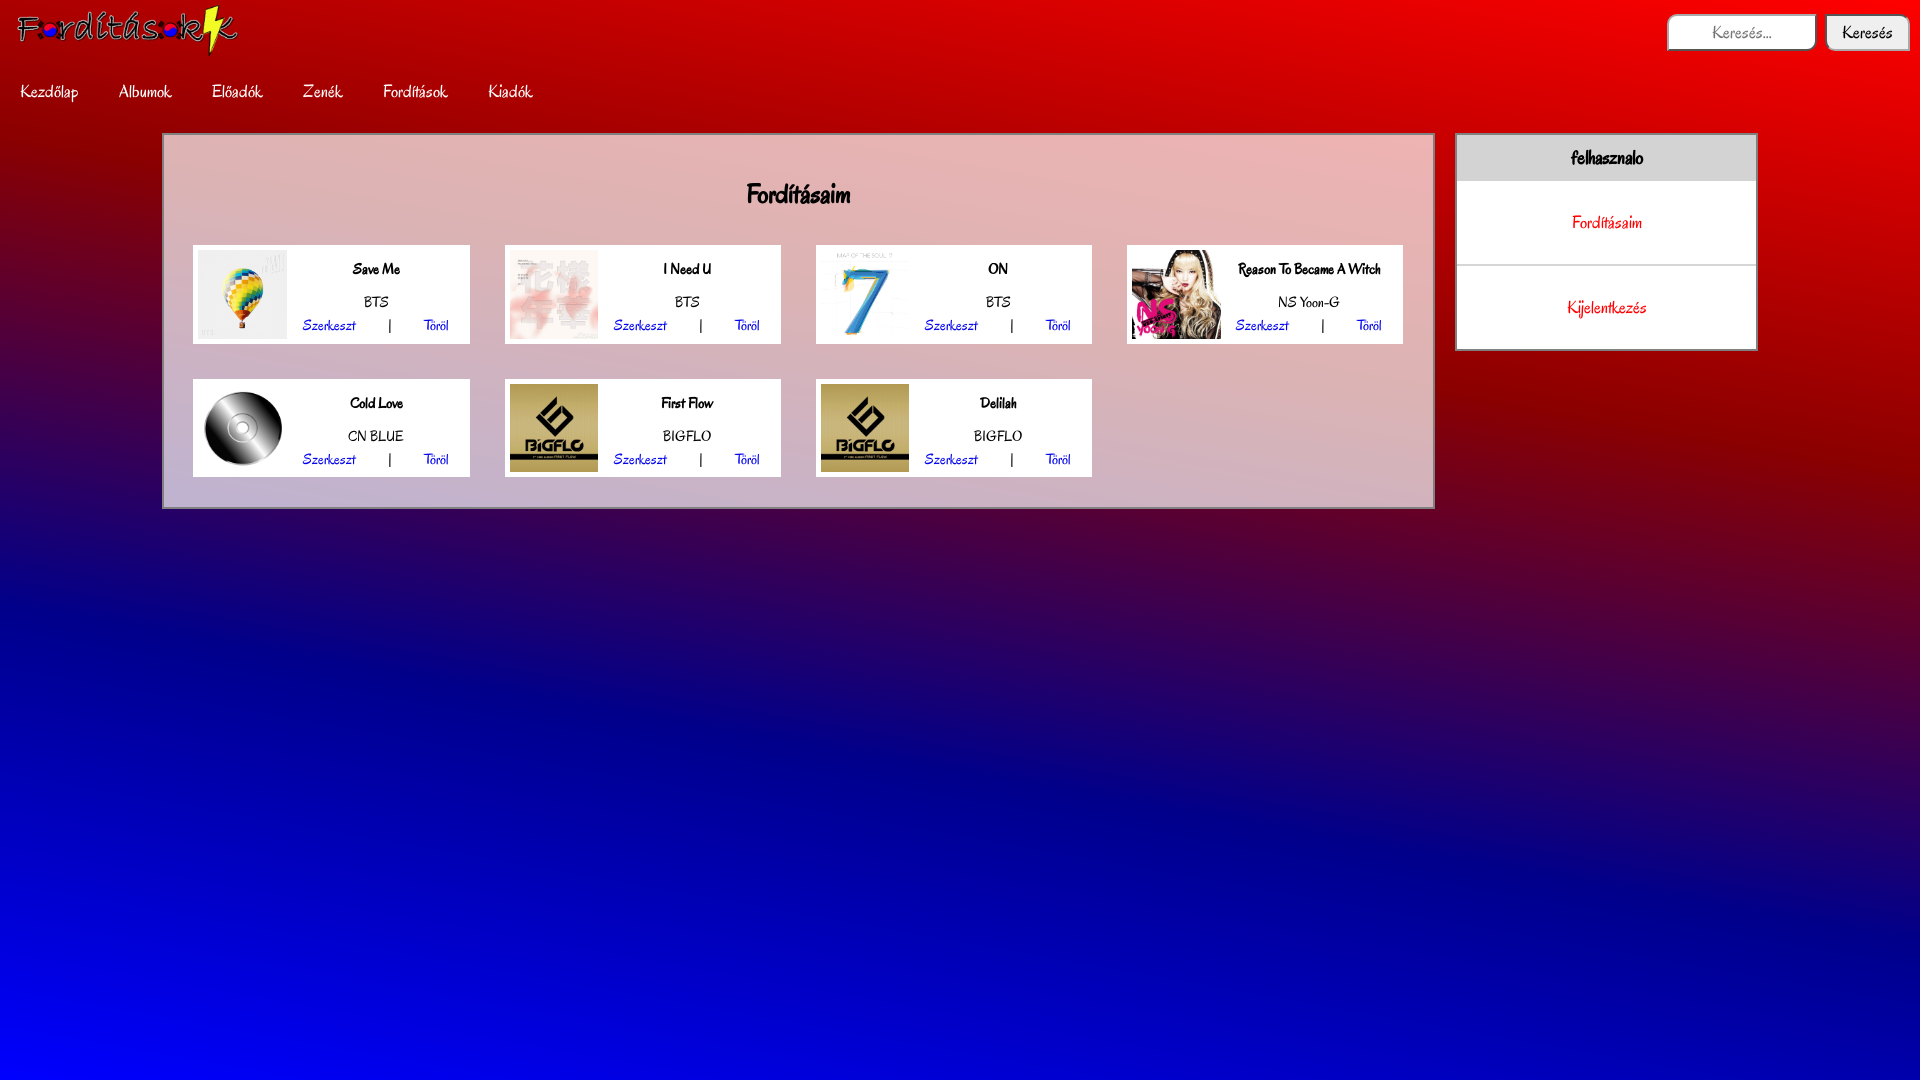 FordításokK
Keresés...
Keresés
Kezdőlap
Albumok
Előadók
Zenék
Fordítások
Kiadók
Fordításaim
Save Me
BTS
Szerkeszt | Töröl
I Need U
BTS
Szerkeszt | Töröl
MAP OF THE SOUL : 7
ON
BTS
Szerkeszt | Töröl
NS
YOON-G
Reason To Became A Witch
NS Yoon-G
Szerkeszt | Töröl
Cold Love
CN BLUE
Szerkeszt | Töröl
BIGFLO
First Flow
BIGFLO
Szerkeszt | Töröl
BIGFLO
Delilah
BIGFLO
Szerkeszt | Töröl
felhasznalo
Fordításaim
Kijelentkezés